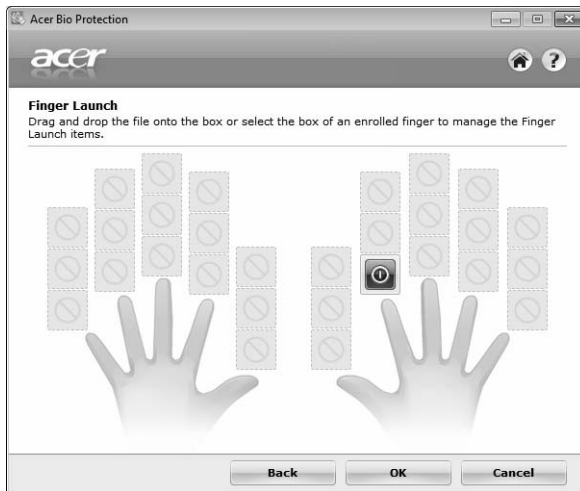 Acer Bio Protection
acer
?
Finger Launch
Drag and drop the file onto the box or select the box of an enrolled finger to manage the Finger
Launch items.
Back OK Cancel